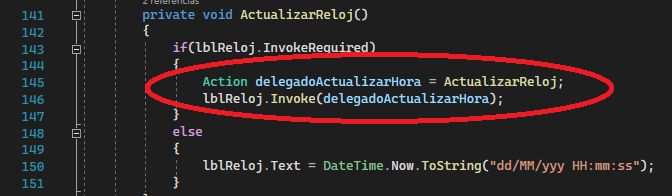 2 referencias
141 private void ActualizarReloj()
142 {
143 if(lblReloj.InvokeRequired)
144 {
145 Action delegadoActualizarHora = ActualizarReloj;
146 lblReloj.Invoke(delegadoActualizarHora);
147 }
148 else
149 {
150 lblReloj.Text = DateTime.Now.ToString("dd/MM/yyy HH:mm:ss");
151 }